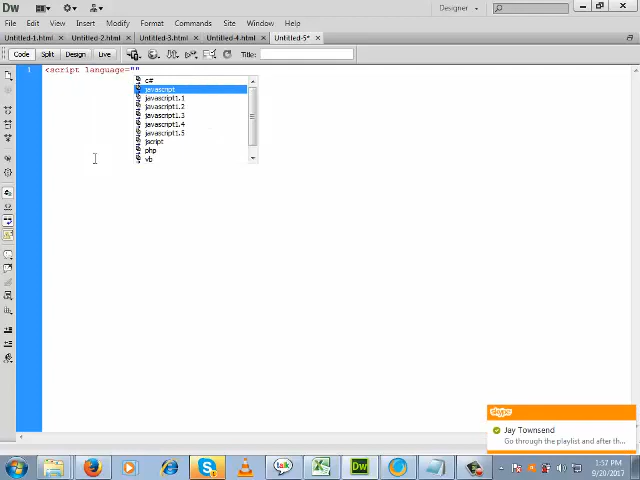 Dw
Designer
File Edit View Insert Modify Format Commands Site Window Help
Untitled-1.html × Untitled-2.html × Untitled-3.html × Untitled-4.html × Untitled-5* ×
Code Split Design Live Title:
1 <script language=""
c#
javascript
javascript1.1
javascript1.2
javascript1.3
javascript1.4
javascript1.5
jscript
php
vb
skype
Jay Townsend
Go through the playlist and after th...
talk
Dw
1:57 PM
9/20/2017